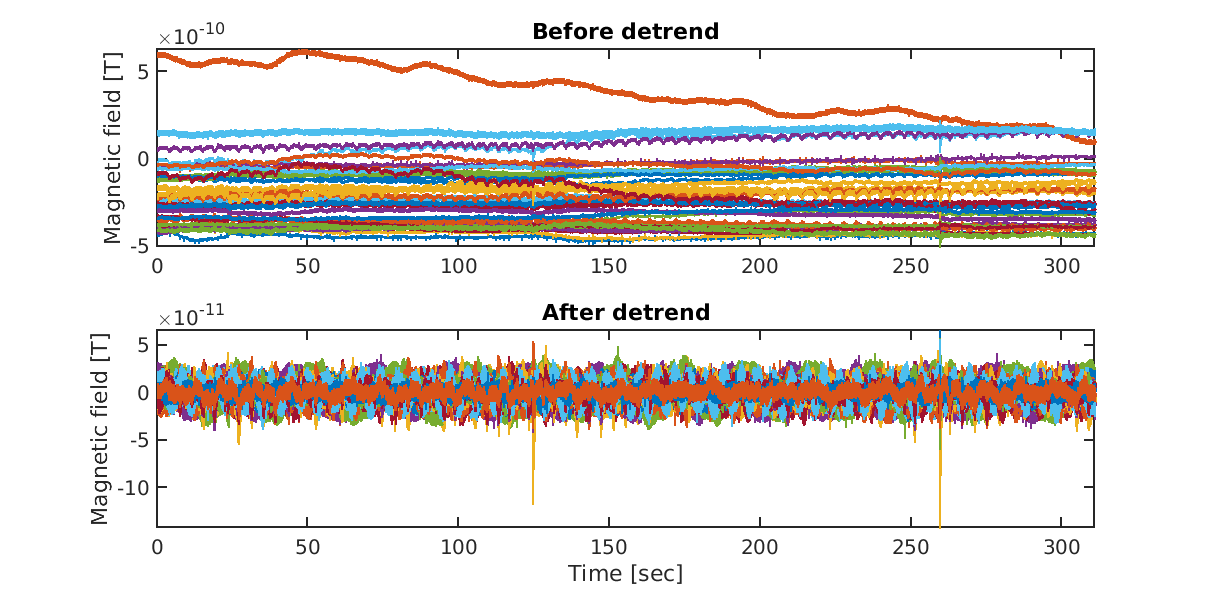 Before detrend
×10⁻¹⁰
Magnetic field [T]
5
0
-5
0 50 100 150 200 250 300
After detrend
×10⁻¹¹
Magnetic field [T]
5
0
-5
-10
0 50 100 150 200 250 300
Time [sec]